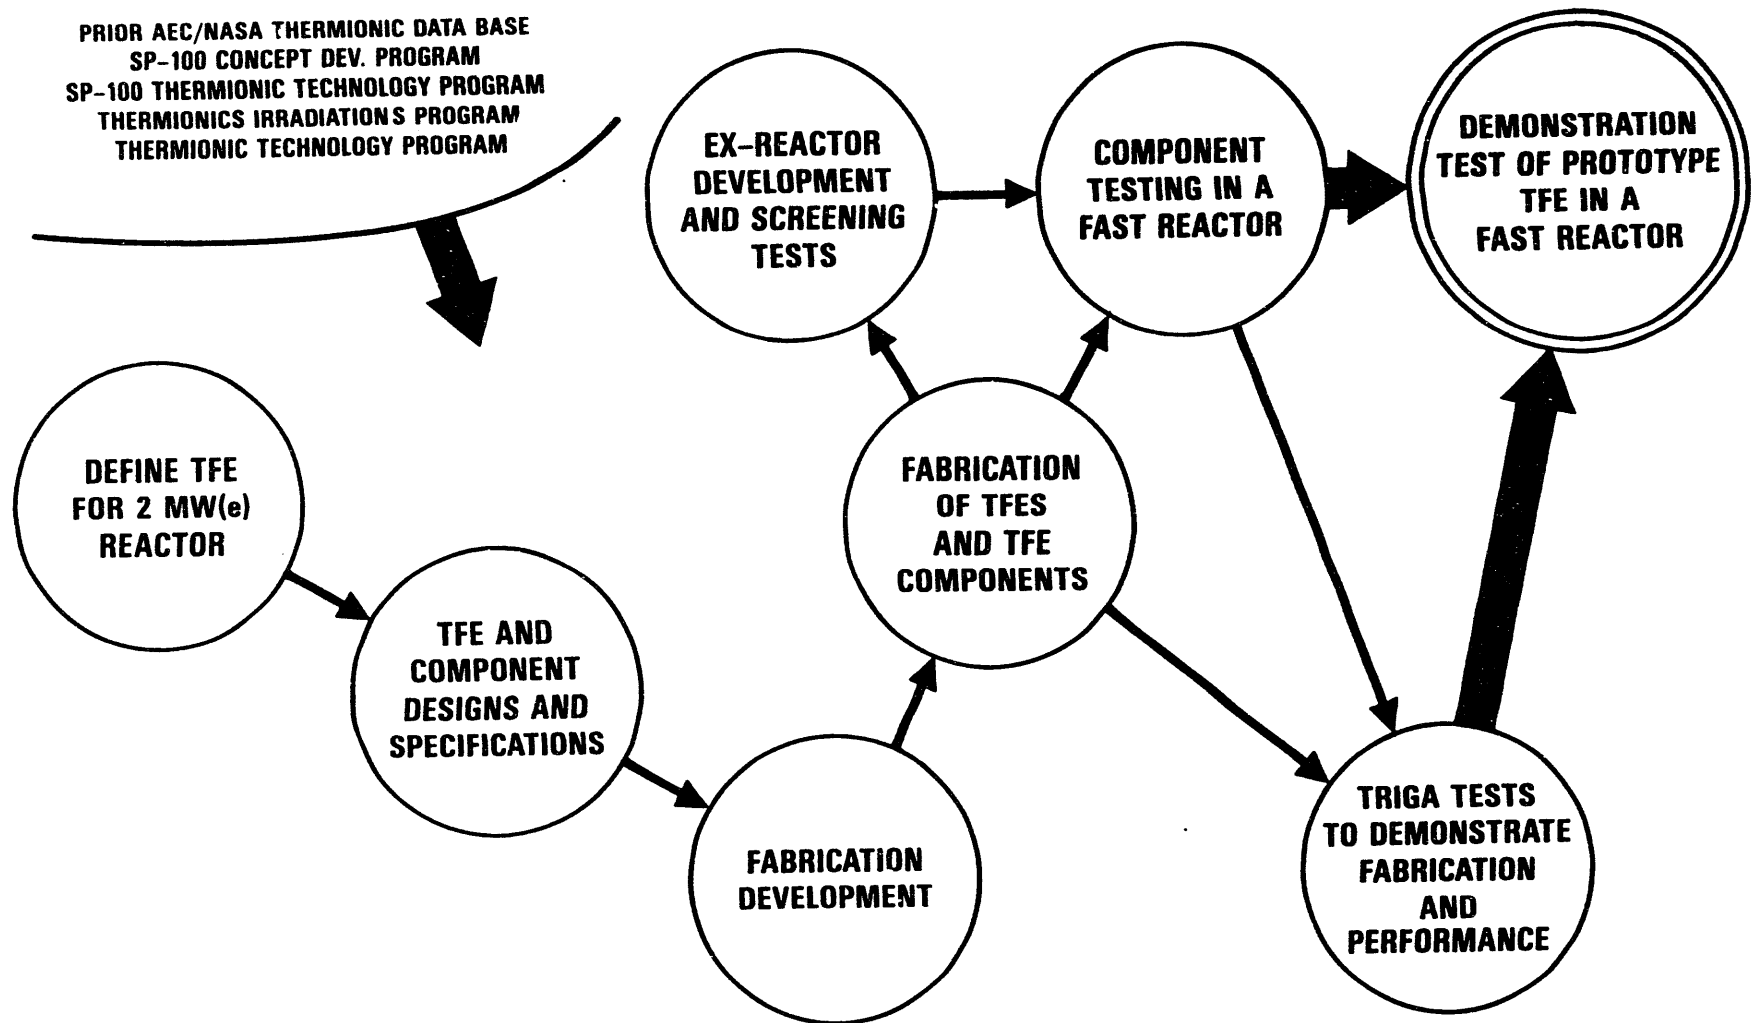 PRIOR AEC/NASA THERMIONIC DATA BASE
SP-100 CONCEPT DEV. PROGRAM
SP-100 THERMIONIC TECHNOLOGY PROGRAM
THERMIONICS IRRADIATIONS PROGRAM
THERMIONIC TECHNOLOGY PROGRAM
DEFINE TFE
FOR 2 MW(e)
REACTOR
TFE AND
COMPONENT
DESIGNS AND
SPECIFICATIONS
FABRICATION
DEVELOPMENT
FABRICATION
OF TFES
AND TFE
COMPONENTS
EX-REACTOR
DEVELOPMENT
AND SCREENING
TESTS
COMPONENT
TESTING IN A
FAST REACTOR
TRIGA TESTS
TO DEMONSTRATE
FABRICATION
AND
PERFORMANCE
DEMONSTRATION
TEST OF PROTOTYPE
TFE IN A
FAST REACTOR